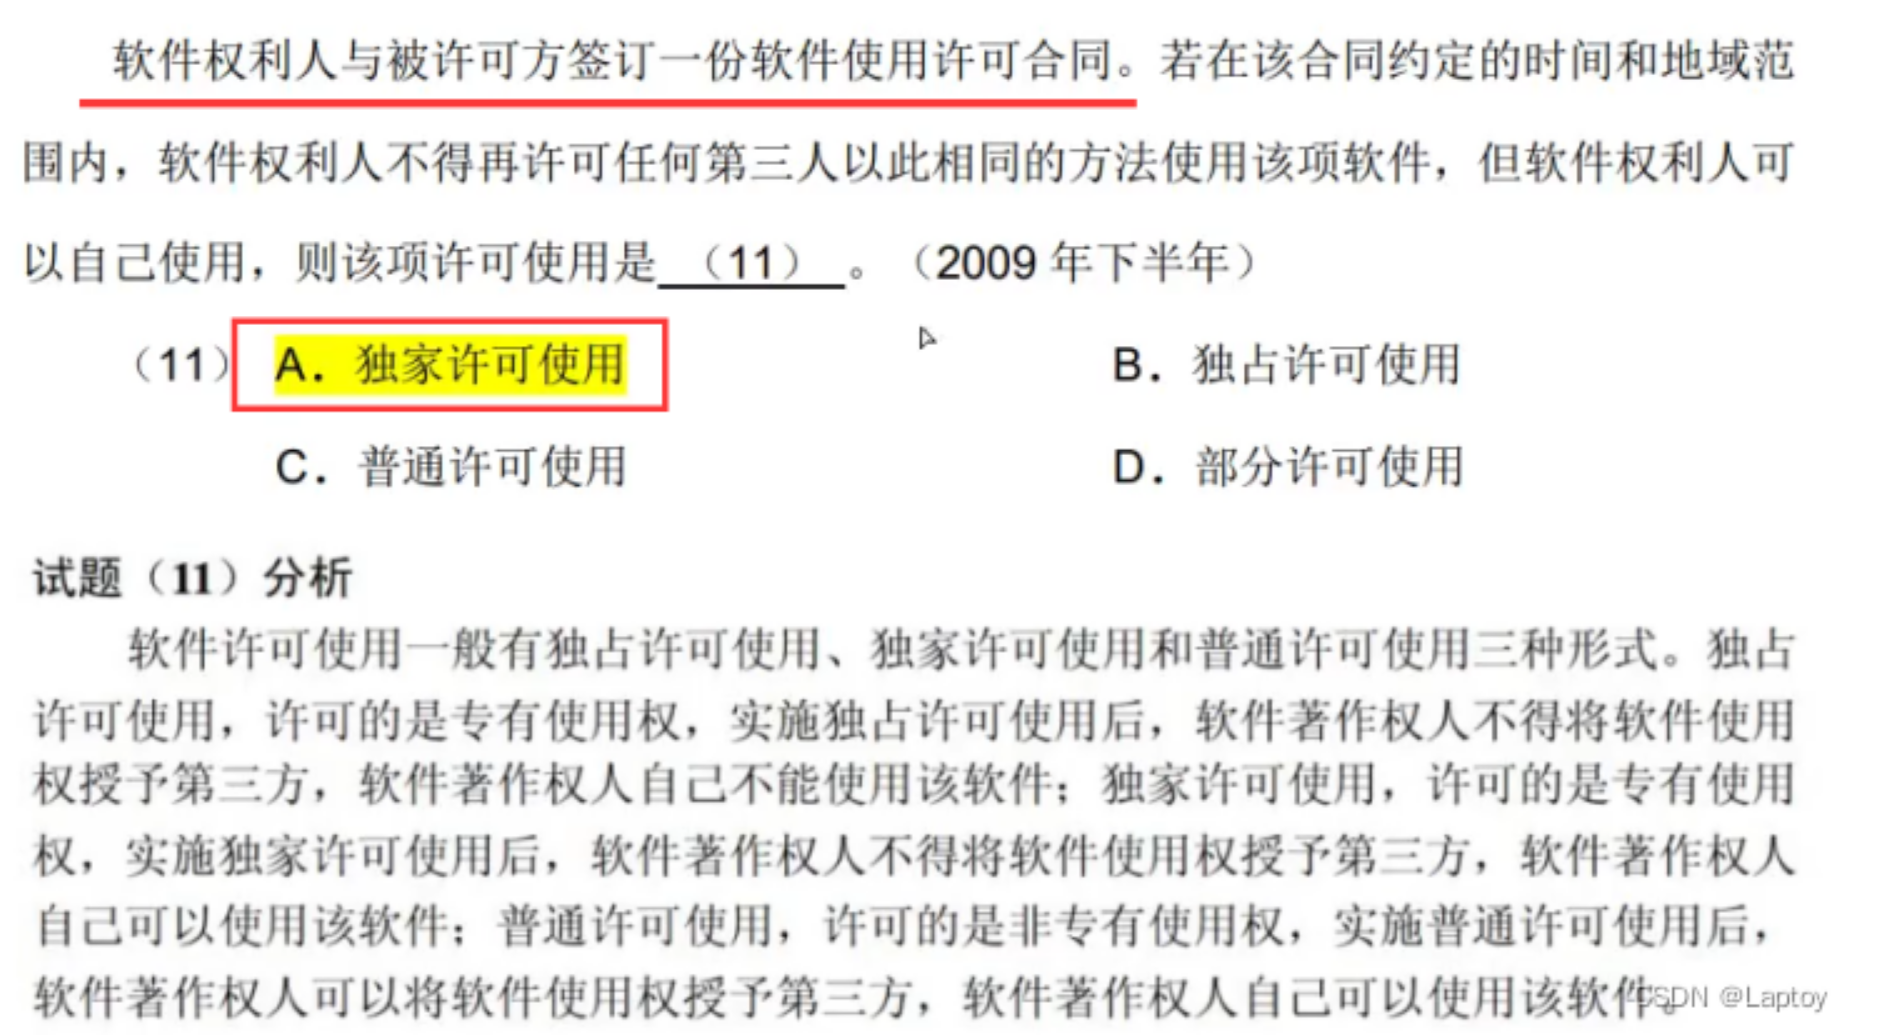 软件权利人与被许可方签订一份软件使用许可合同。若在该合同约定的时间和地域范
围内，软件权利人不得再许可任何第三人以此相同的方法使用该项软件，但软件权利人可
以自己使用，则该项许可使用是 （11） 。（2009 年下半年）
（11） A．独家许可使用 B．独占许可使用
C．普通许可使用 D．部分许可使用
试题（11）分析
软件许可使用一般有独占许可使用、独家许可使用和普通许可使用三种形式。独占
许可使用，许可的是专有使用权，实施独占许可使用后，软件著作权人不得将软件使用
权授予第三方，软件著作权人自己不能使用该软件；独家许可使用，许可的是专有使用
权，实施独家许可使用后，软件著作权人不得将软件使用权授予第三方，软件著作权人
自己可以使用该软件；普通许可使用，许可的是非专有使用权，实施普通许可使用后，
软件著作权人可以将软件使用权授予第三方，软件著作权人自己可以使用该软件。
CSDN @Laptoy